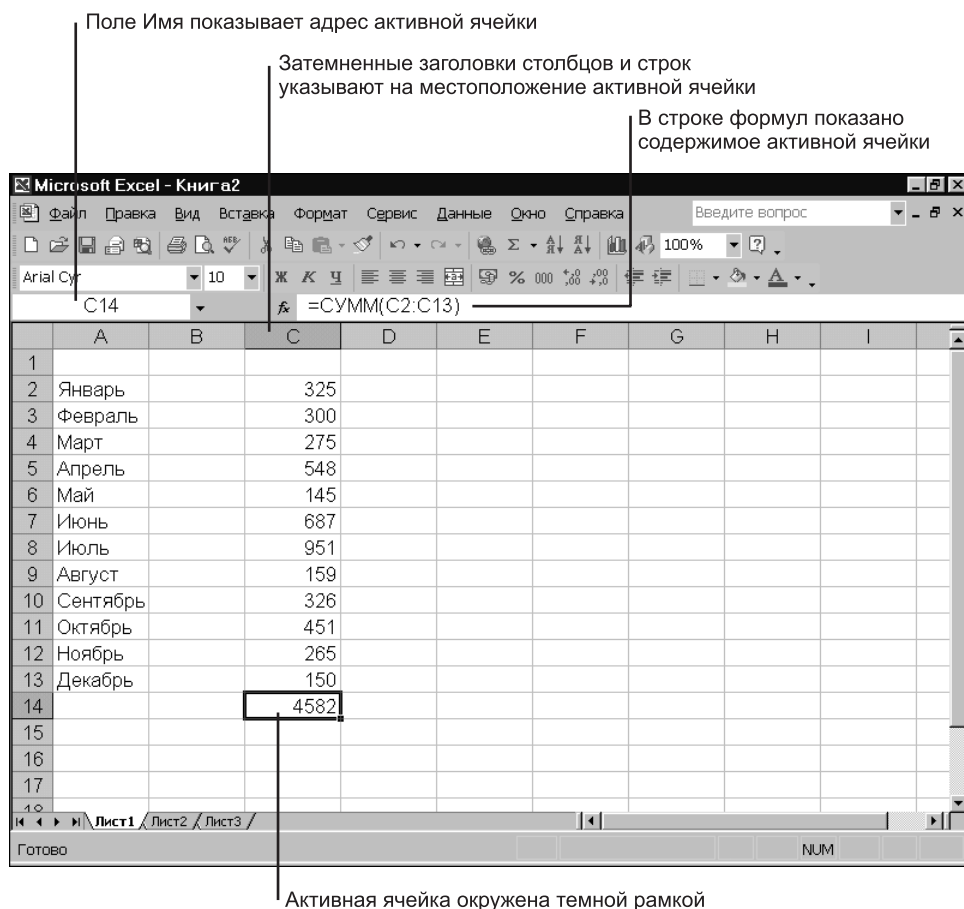 Поле Имя показывает адрес активной ячейки
Затемненные заголовки столбцов и строк
указывают на местоположение активной ячейки
В строке формул показано
содержимое активной ячейки
Microsoft Excel - Книга2
Файл Правка Вид Вставка Формат Сервис Данные Окно Справка Введите вопрос
100%
Arial Cyr 10 Ж К Ч % 000
C14 fx =СУММ(C2:C13)
A B C D E F G H I
1
2 Январь 325
3 Февраль 300
4 Март 275
5 Апрель 548
6 Май 145
7 Июнь 687
8 Июль 951
9 Август 159
10 Сентябрь 326
11 Октябрь 451
12 Ноябрь 265
13 Декабрь 150
14 4582
15
16
17
18
Лист1 Лист2 Лист3
Готово NUM
Активная ячейка окружена темной рамкой